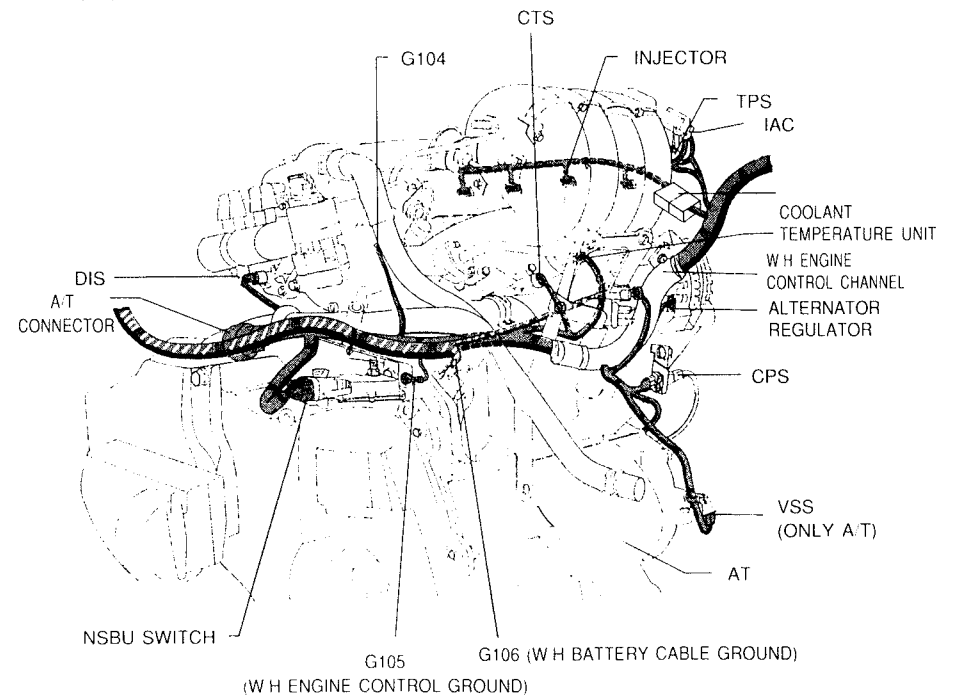 CTS
G104
INJECTOR
TPS
IAC
COOLANT
TEMPERATURE UNIT
W H ENGINE
CONTROL CHANNEL
DIS
A/T
CONNECTOR
ALTERNATOR
REGULATOR
CPS
VSS
(ONLY A/T)
AT
NSBU SWITCH
G105
(W H ENGINE CONTROL GROUND)
G106 (W H BATTERY CABLE GROUND)